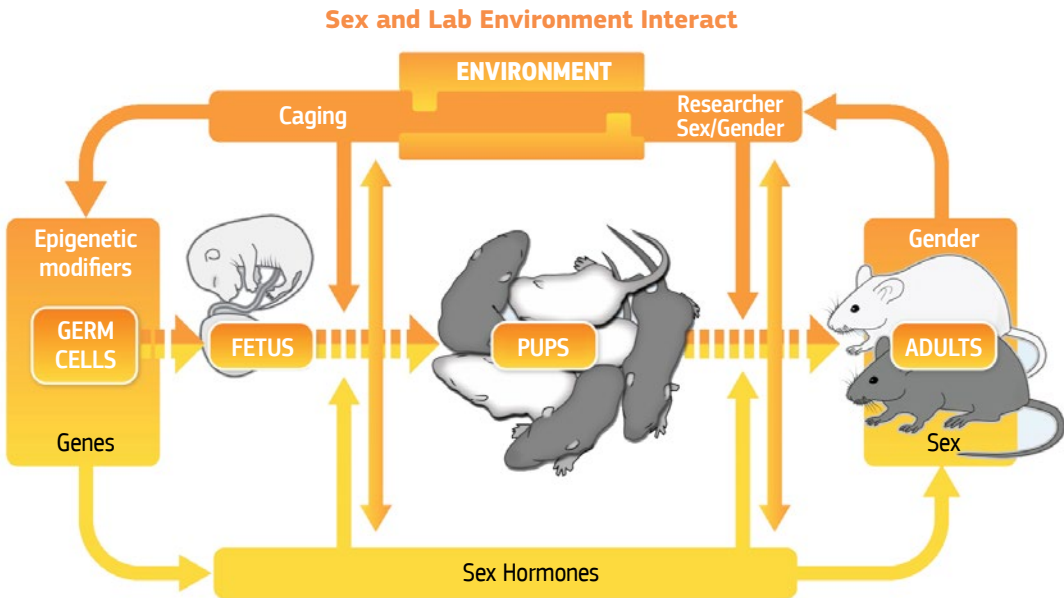 Sex and Lab Environment Interact
ENVIRONMENT
Caging
Researcher
Sex/Gender
Epigenetic
modifiers
Gender
GERM
CELLS
FETUS
PUPS
ADULTS
Genes
Sex
Sex Hormones